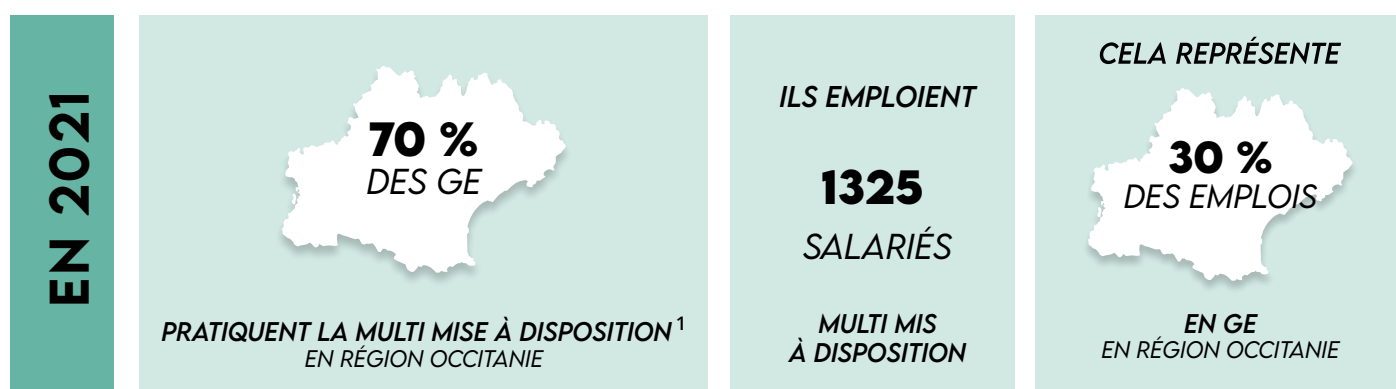 EN 2021
70 %
DES GE
PRATIQUENT LA MULTI MISE À DISPOSITION 1
EN RÉGION OCCITANIE
ILS EMPLOIENT
1325
SALARIÉS
MULTI MIS
À DISPOSITION
CELA REPRÉSENTE
30 %
DES EMPLOIS
EN GE
EN RÉGION OCCITANIE